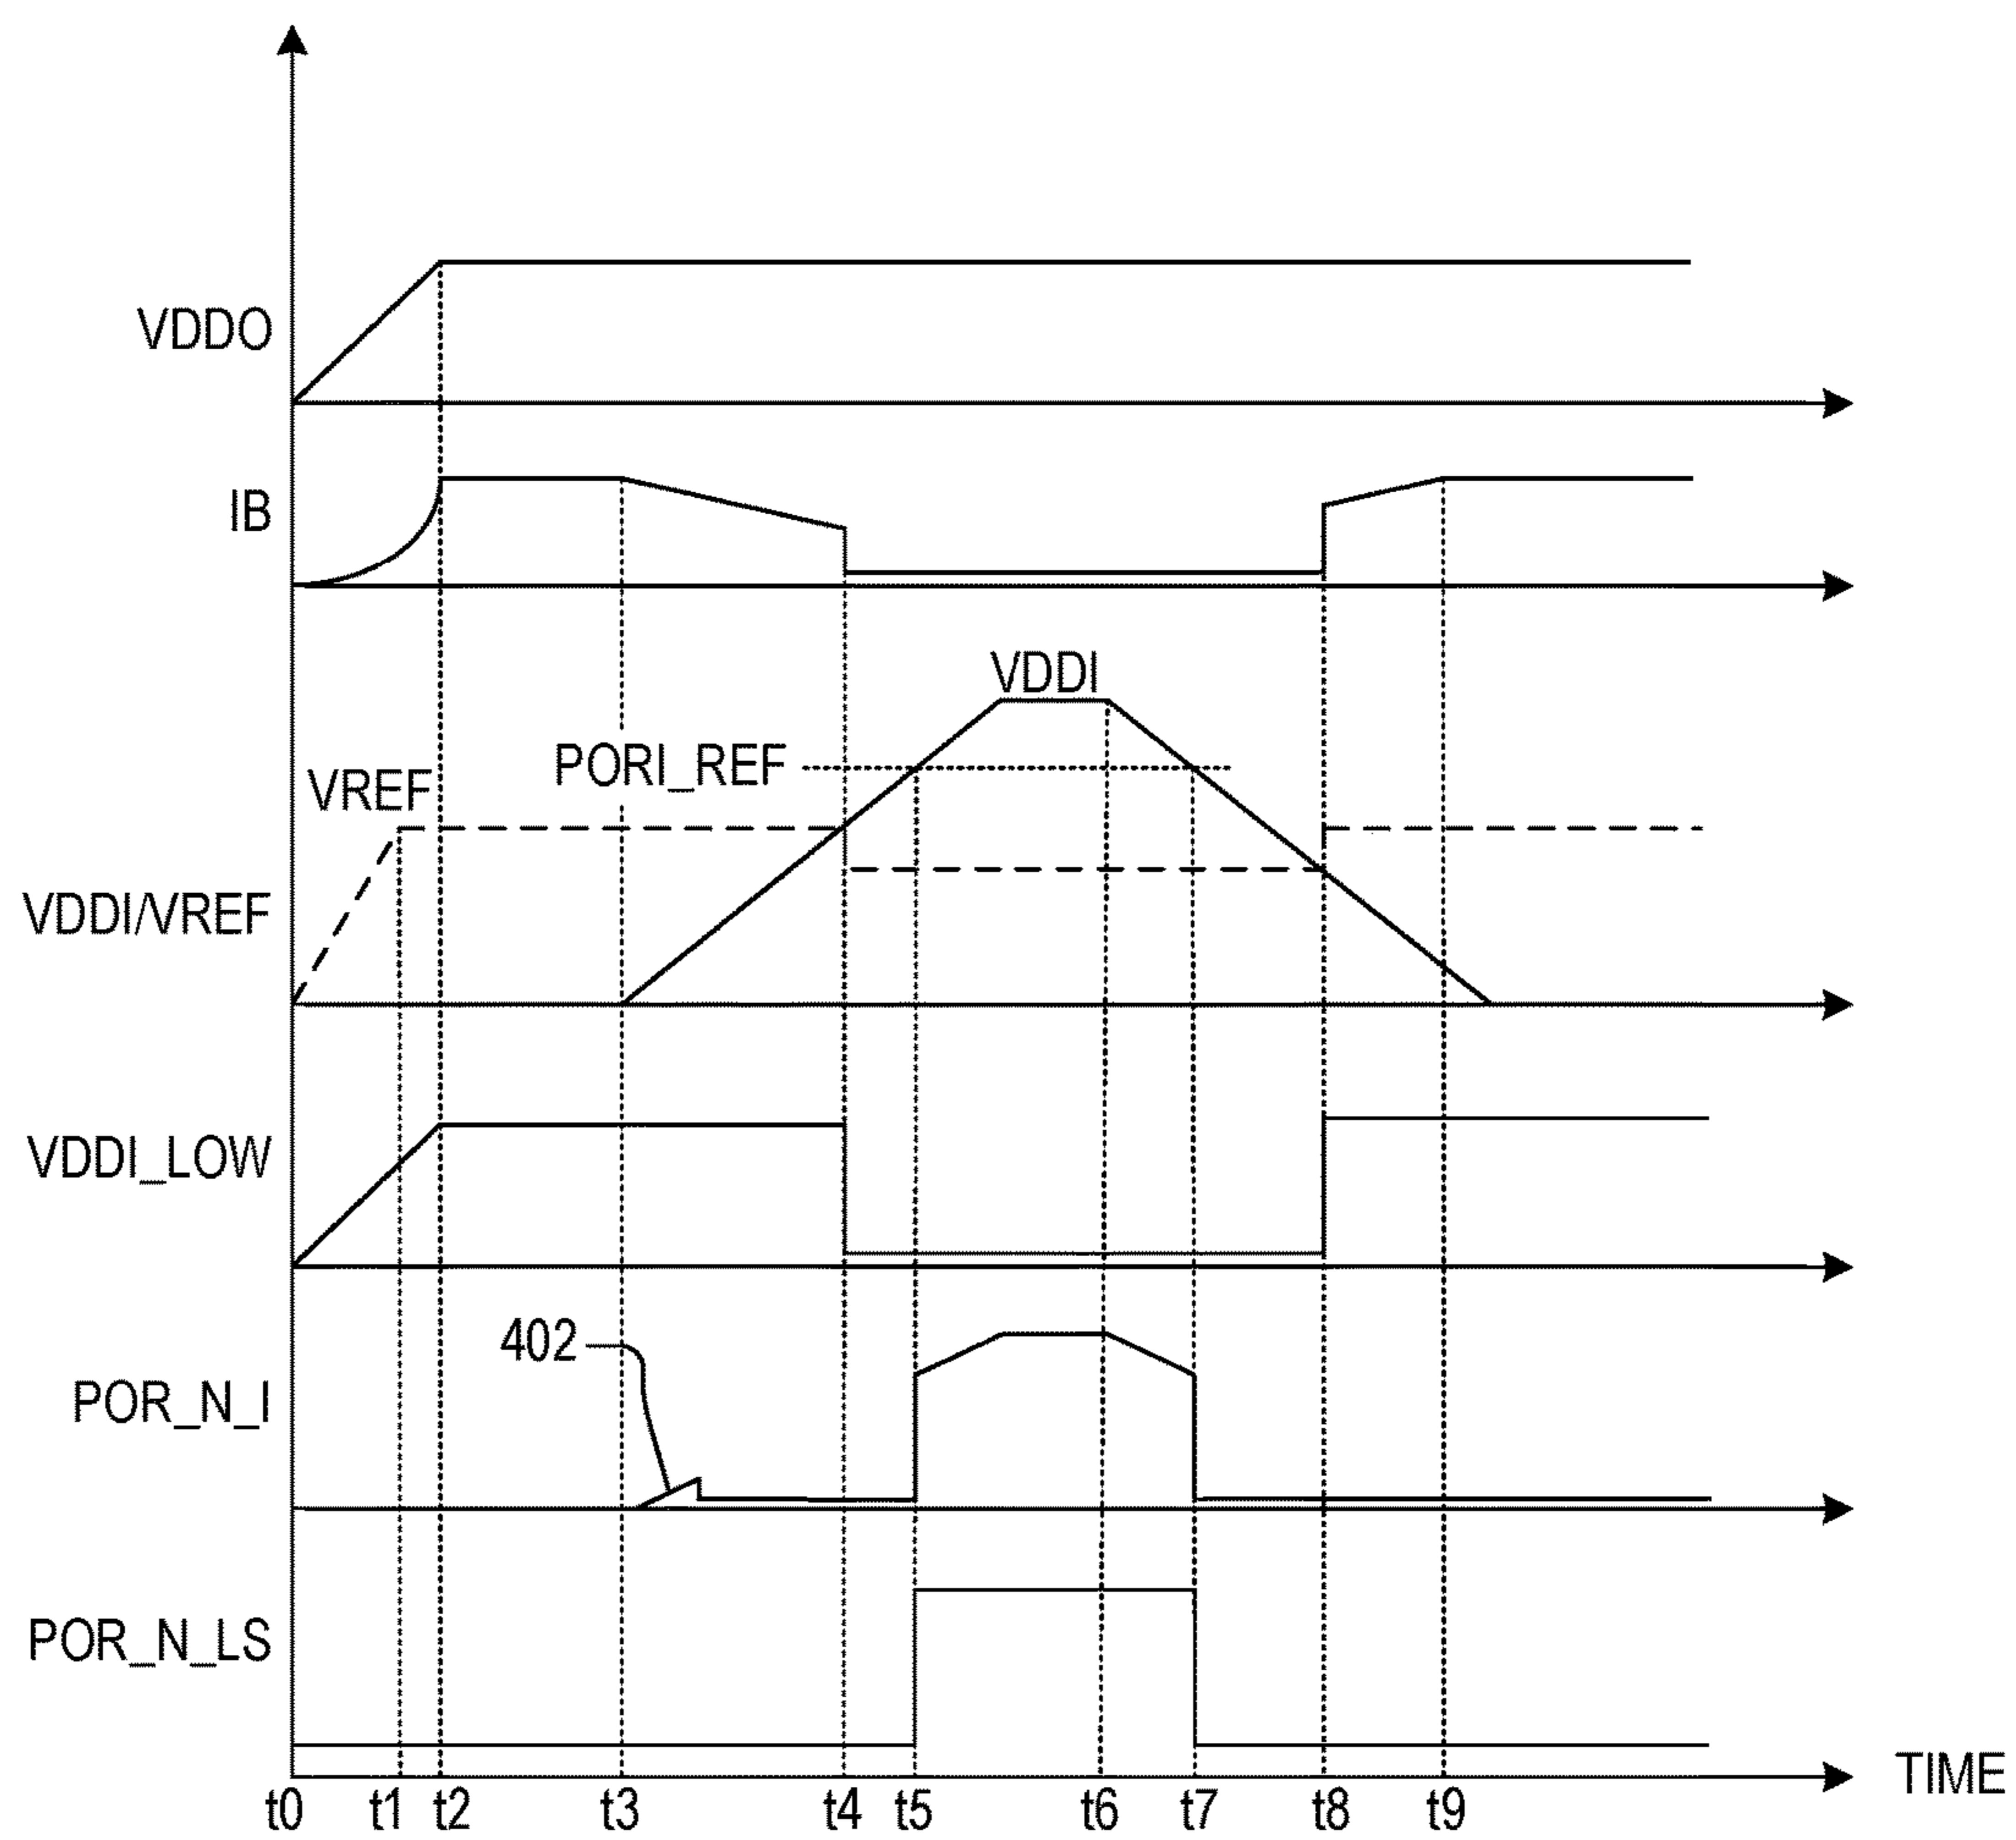 VDDO
IB
VDDI
PORI_REF
VREF
VDDI/VREF
VDDI_LOW
402
POR_N_I
POR_N_LS
TIME
t0 t1 t2 t3 t4 t5 t6 t7 t8 t9